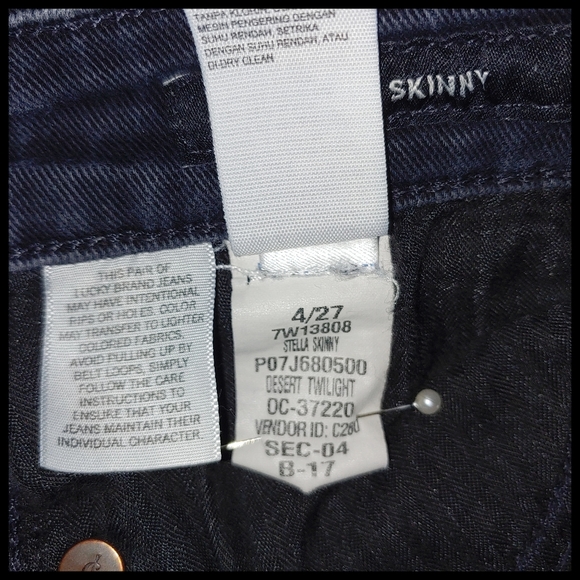 TANPA KLORIN,
MESIN PENGERING DENGAN
SUHU RENDAH, SETRIKA
DENGAN SUHU RENDAH, ATAU
DI-DRY CLEAN
SKINNY
THIS PAIR OF
LUCKY BRAND JEANS
MAY HAVE INTENTIONAL
RIPS OR HOLES. COLOR
MAY TRANSFER TO LIGHTER
COLORED FABRICS.
AVOID PULLING UP BY
BELT LOOPS, SIMPLY
FOLLOW THE CARE
INSTRUCTIONS TO
ENSURE THAT YOUR
JEANS MAINTAIN THEIR
INDIVIDUAL CHARACTER.
4/27
7W13808
STELLA SKINNY
P07J680500
DESERT TWILIGHT
OC-37220
VENDOR ID: C260
SEC-04
B-17